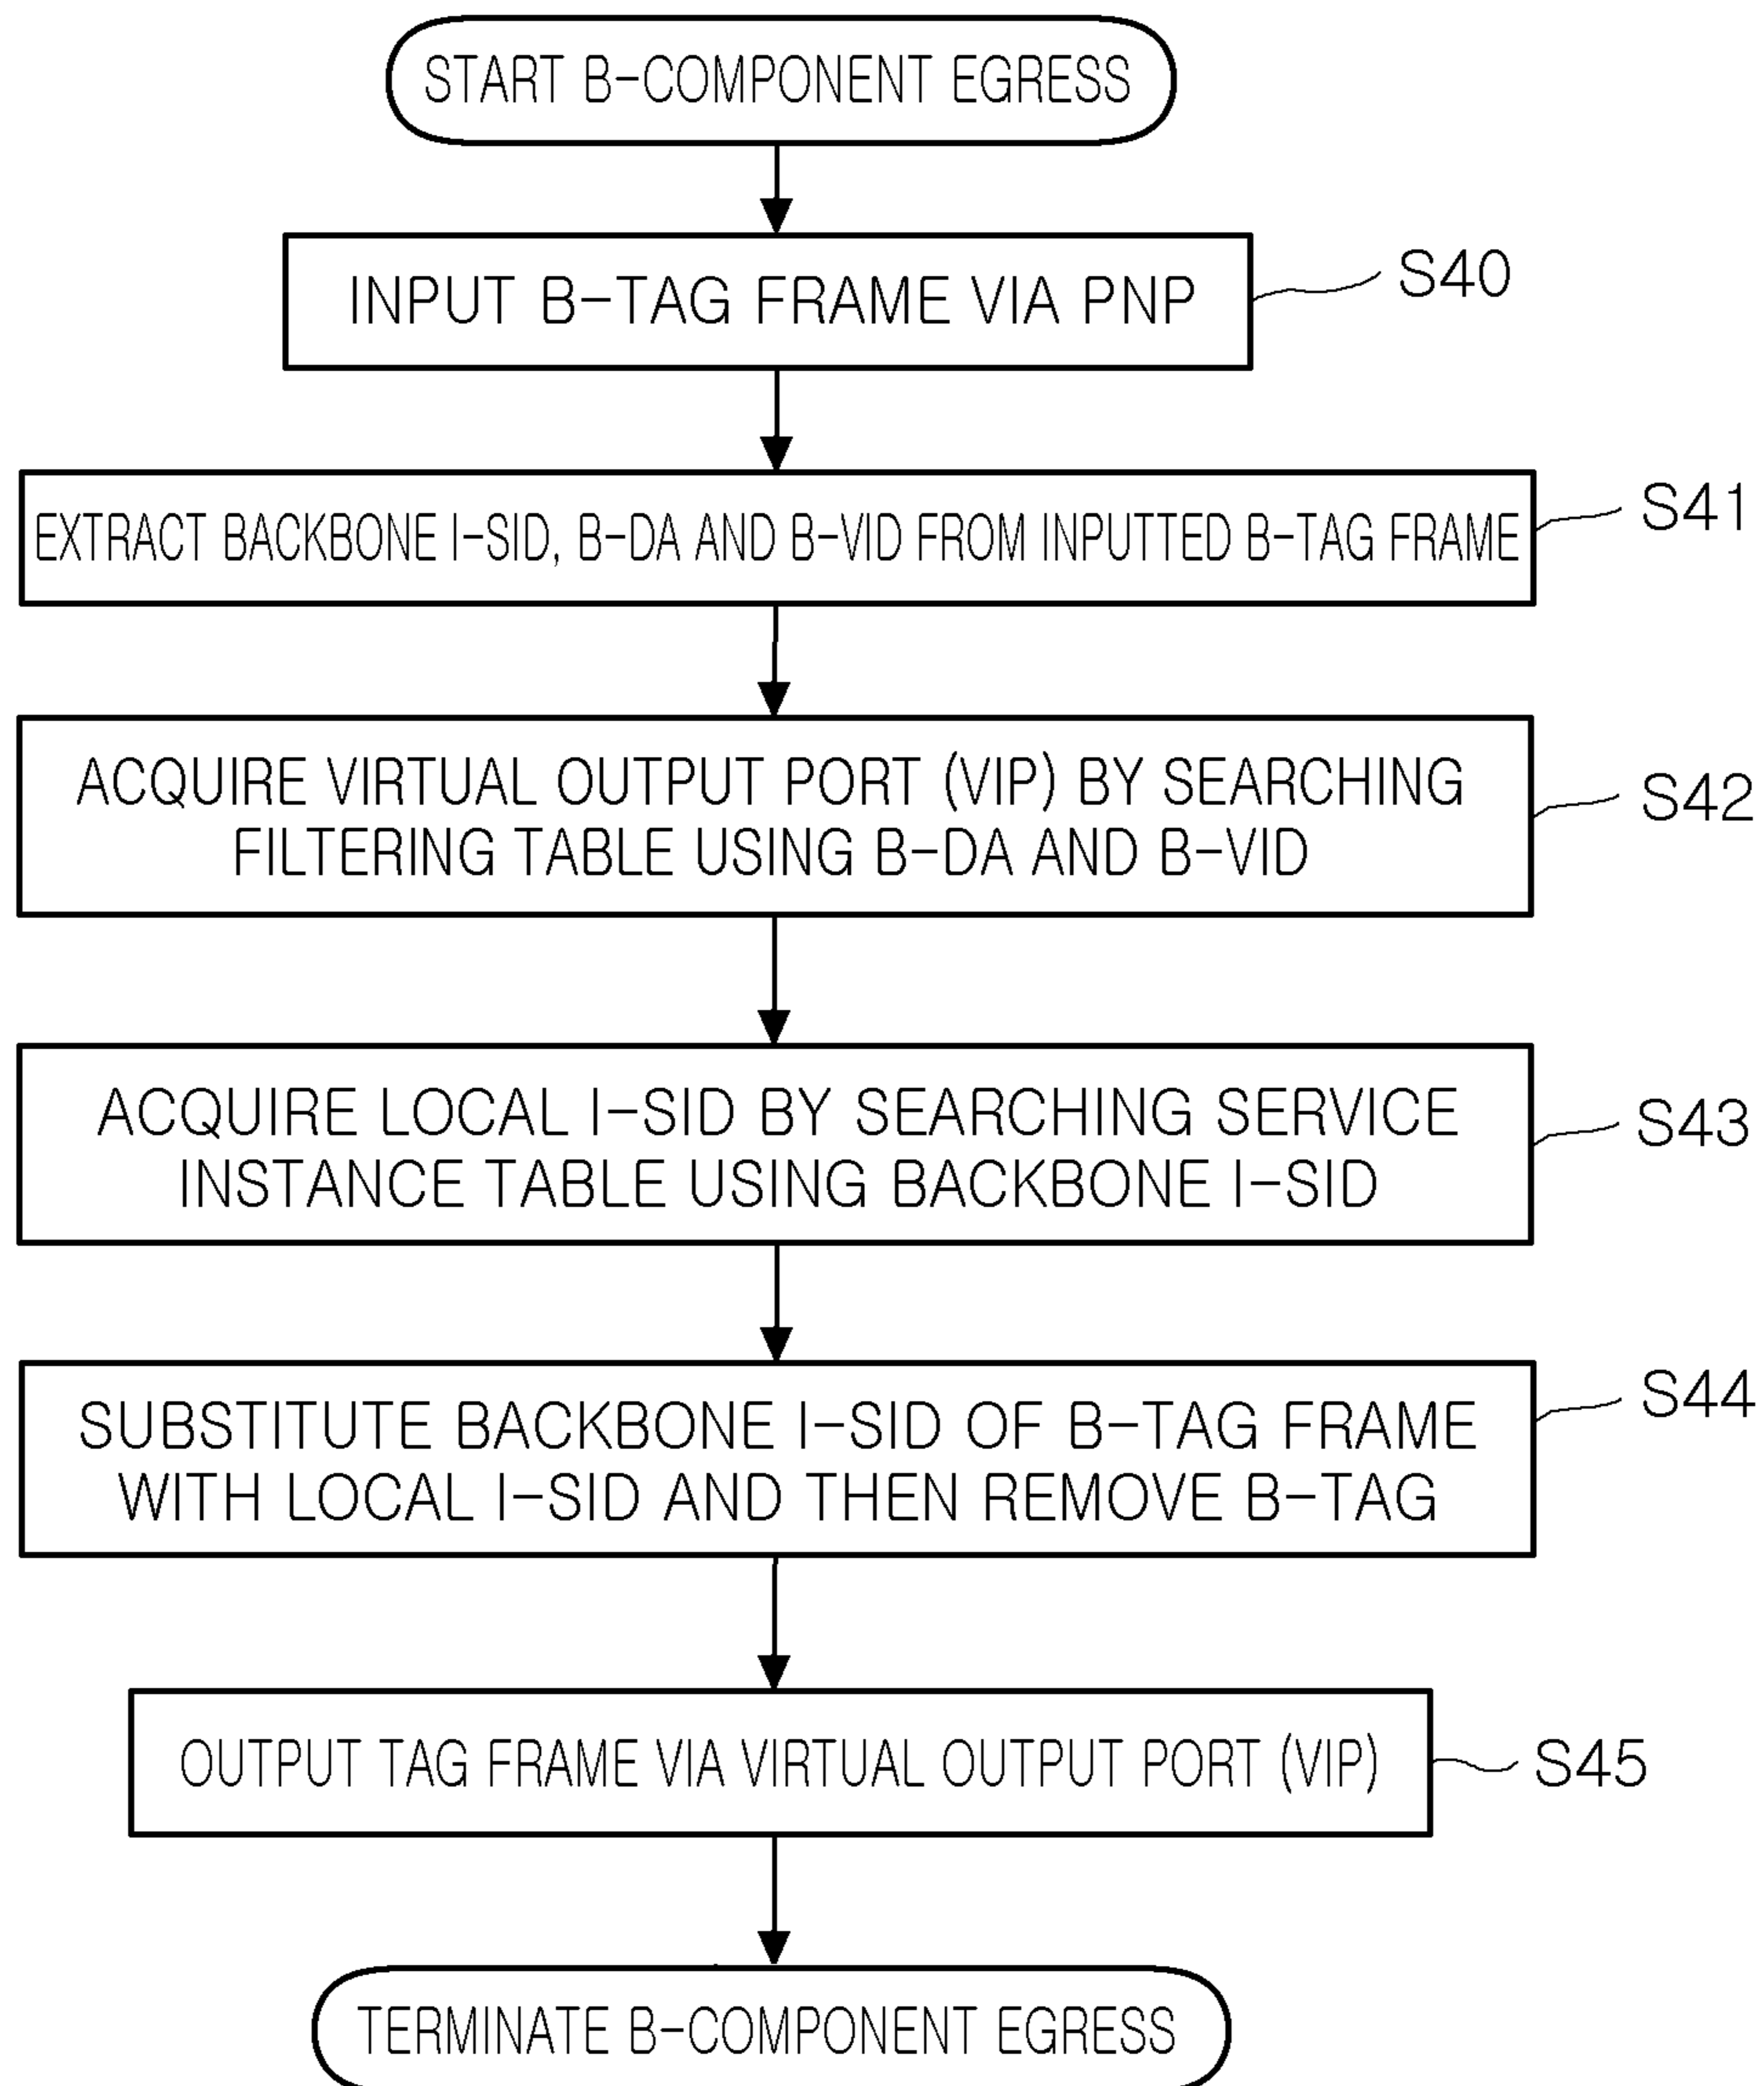 START B-COMPONENT EGRESS
INPUT B-TAG FRAME VIA PNP
S40
EXTRACT BACKBONE I-SID, B-DA AND B-VID FROM INPUTTED B-TAG FRAME
S41
ACQUIRE VIRTUAL OUTPUT PORT (VIP) BY SEARCHING
FILTERING TABLE USING B-DA AND B-VID
S42
ACQUIRE LOCAL I-SID BY SEARCHING SERVICE
INSTANCE TABLE USING BACKBONE I-SID
S43
SUBSTITUTE BACKBONE I-SID OF B-TAG FRAME
WITH LOCAL I-SID AND THEN REMOVE B-TAG
S44
OUTPUT TAG FRAME VIA VIRTUAL OUTPUT PORT (VIP)
S45
TERMINATE B-COMPONENT EGRESS